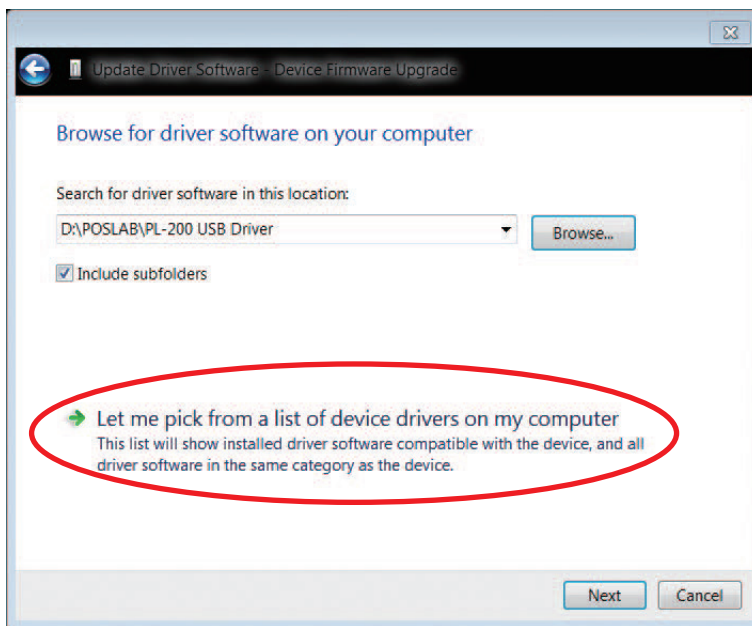 Update Driver Software - Device Firmware Upgrade
Browse for driver software on your computer
Search for driver software in this location:
D:\POSLAB\PL-200 USB Driver
Browse...
Include subfolders
Let me pick from a list of device drivers on my computer
This list will show installed driver software compatible with the device, and all
driver software in the same category as the device.
Next
Cancel